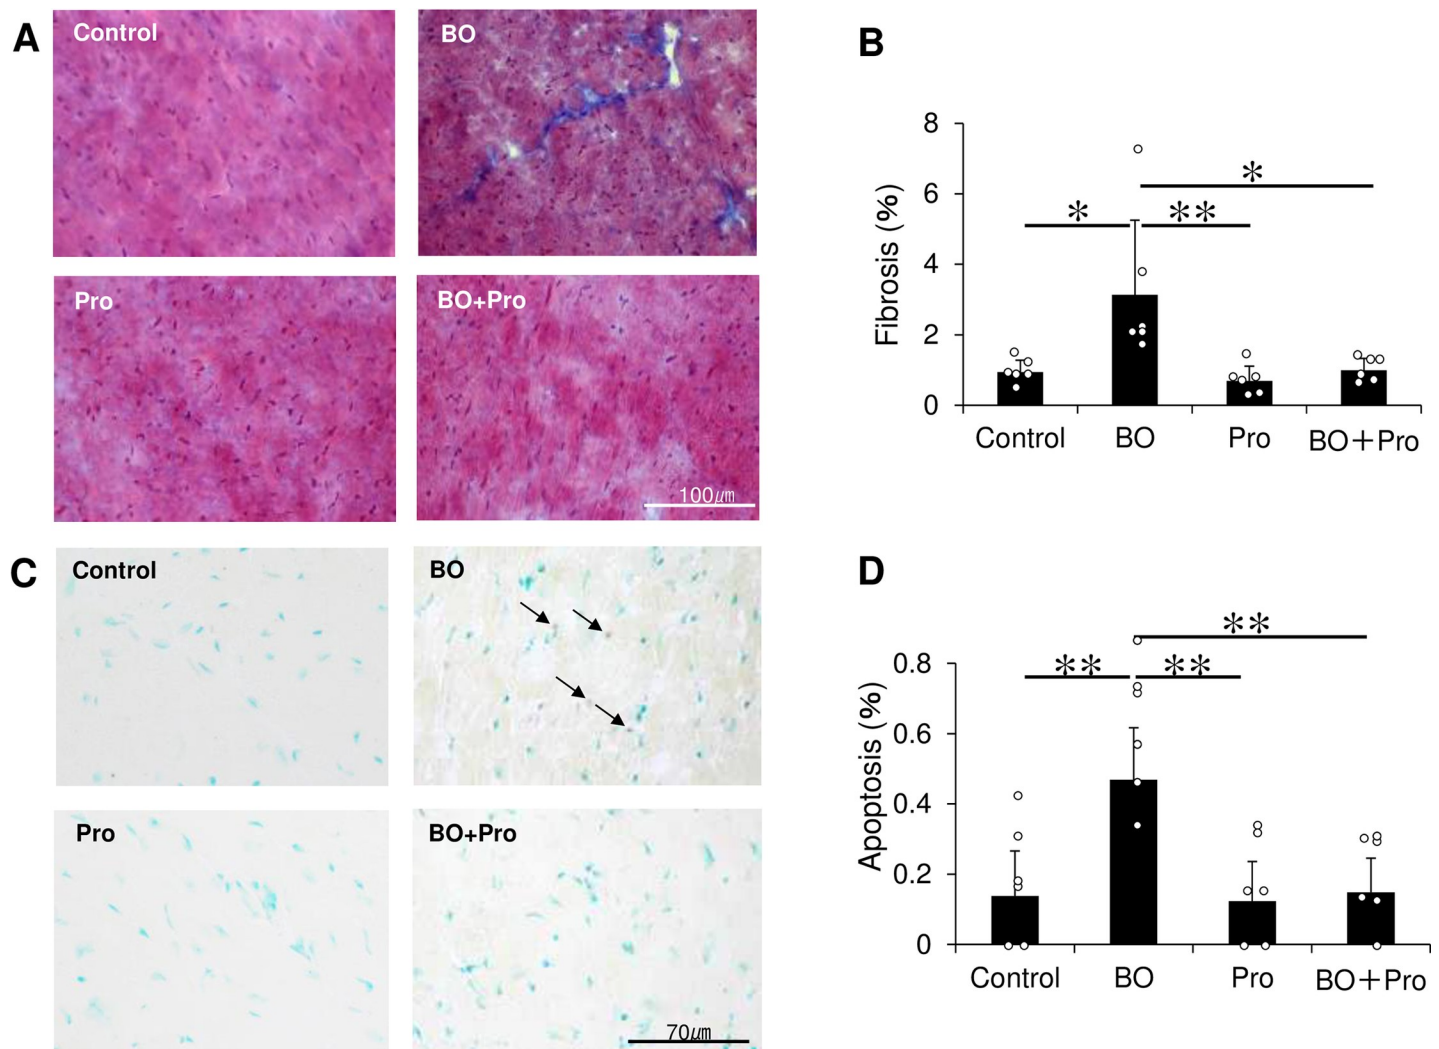 A
Control
BO
Pro
BO+Pro
100μm
B
8
6
4
2
0
Fibrosis (%)
*
**
*
Control
BO
Pro
BO+Pro
C
Control
BO
Pro
BO+Pro
70μm
D
0.8
0.6
0.4
0.2
0
Apoptosis (%)
**
**
**
Control
BO
Pro
BO+Pro